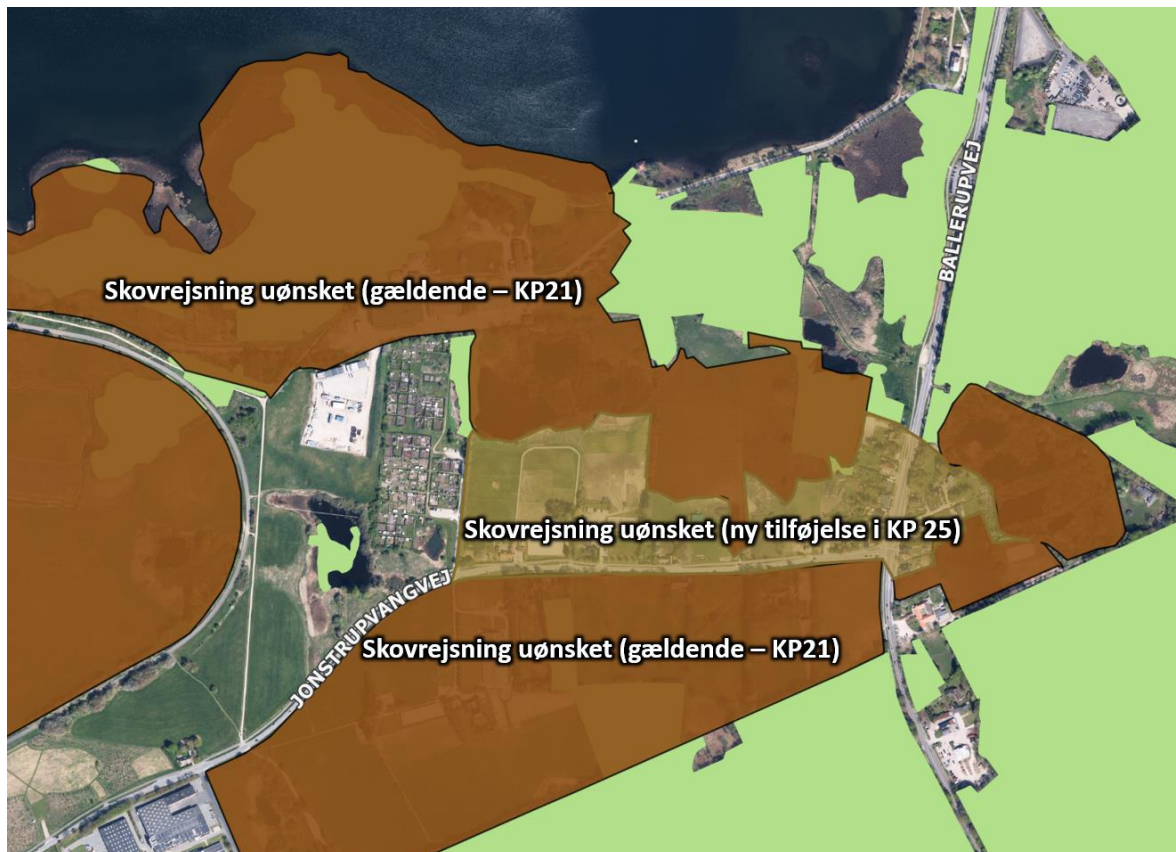 BALLERUPVEJ
Skovrejsning uønsket (gældende – KP21)
Skovrejsning uønsket (ny tilføjelse i KP 25)
JONSTRUPVANGVEJ
Skovrejsning uønsket (gældende – KP21)